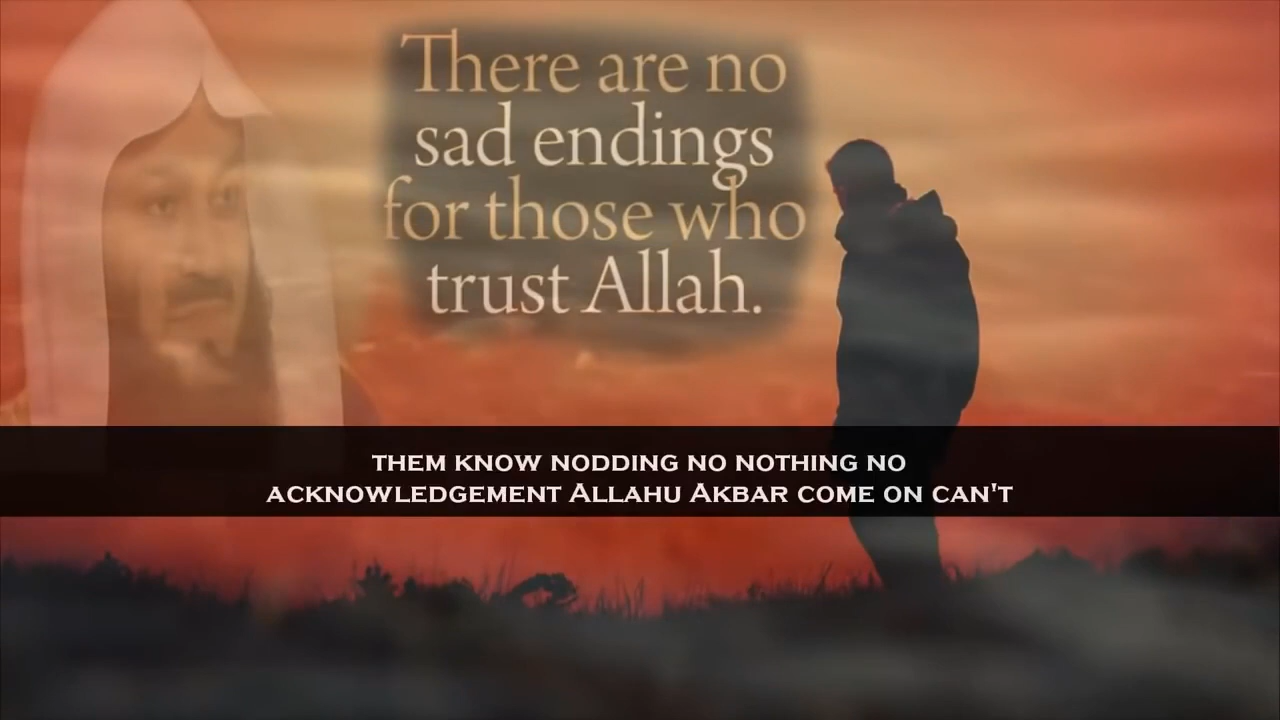 There are no
sad endings
for those who
trust Allah.
THEM KNOW NODDING NO NOTHING NO
ACKNOWLEDGEMENT ALLAHU AKBAR COME ON CAN'T